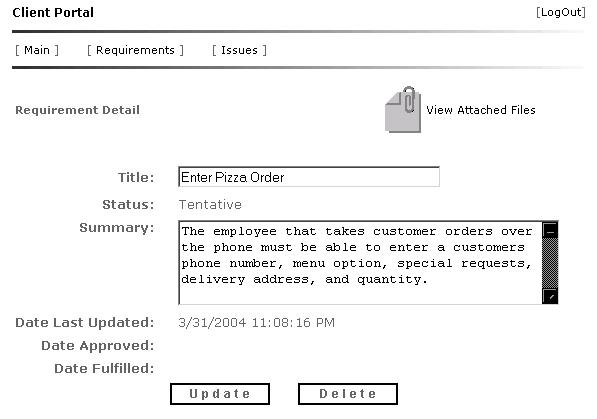 Client Portal [LogOut]
[ Main ] [ Requirements ] [ Issues ]
Requirement Detail View Attached Files
Title: Enter Pizza Order
Status: Tentative
Summary: The employee that takes customer orders over
the phone must be able to enter a customers
phone number, menu option, special requests,
delivery address, and quantity.
Date Last Updated: 3/31/2004 11:08:16 PM
Date Approved:
Date Fulfilled:
Update Delete